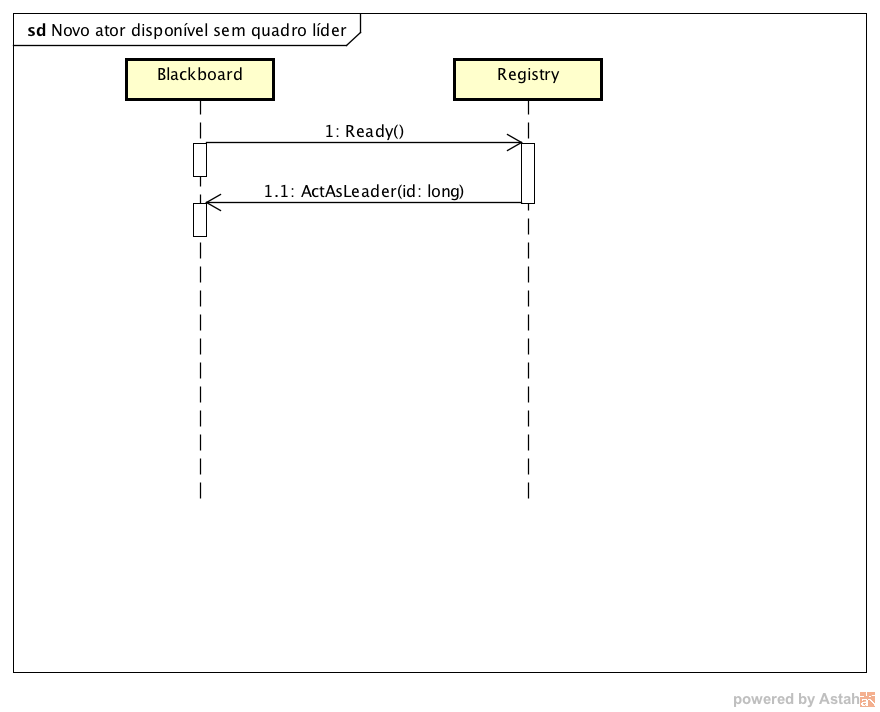 sd Novo ator disponível sem quadro líder
Blackboard
Registry
1: Ready()
1.1: ActAsLeader(id: long)
powered by Astah